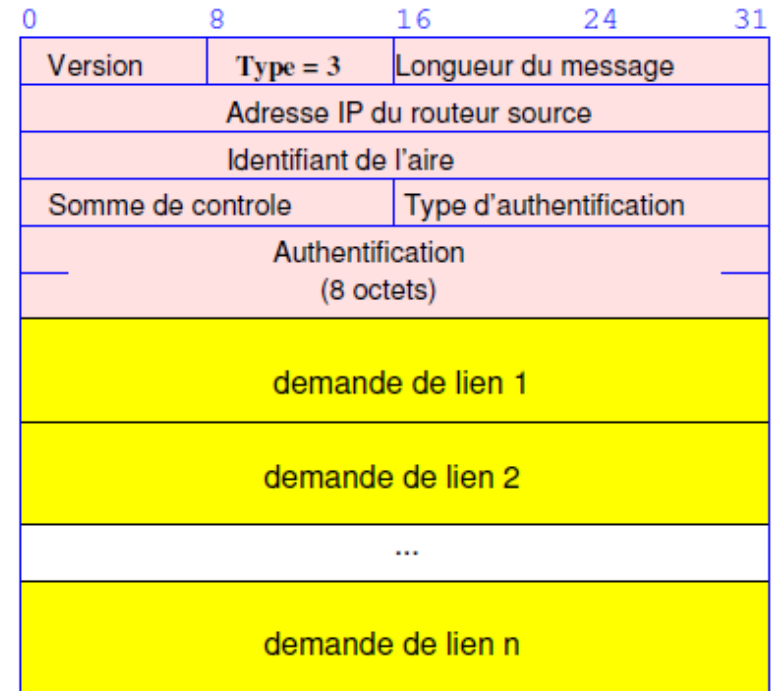 0 8 16 24 31
Version Type = 3 Longueur du message
Adresse IP du routeur source
Identifiant de l'aire
Somme de controle Type d'authentification
Authentification
(8 octets)
demande de lien 1
demande de lien 2
...
demande de lien n